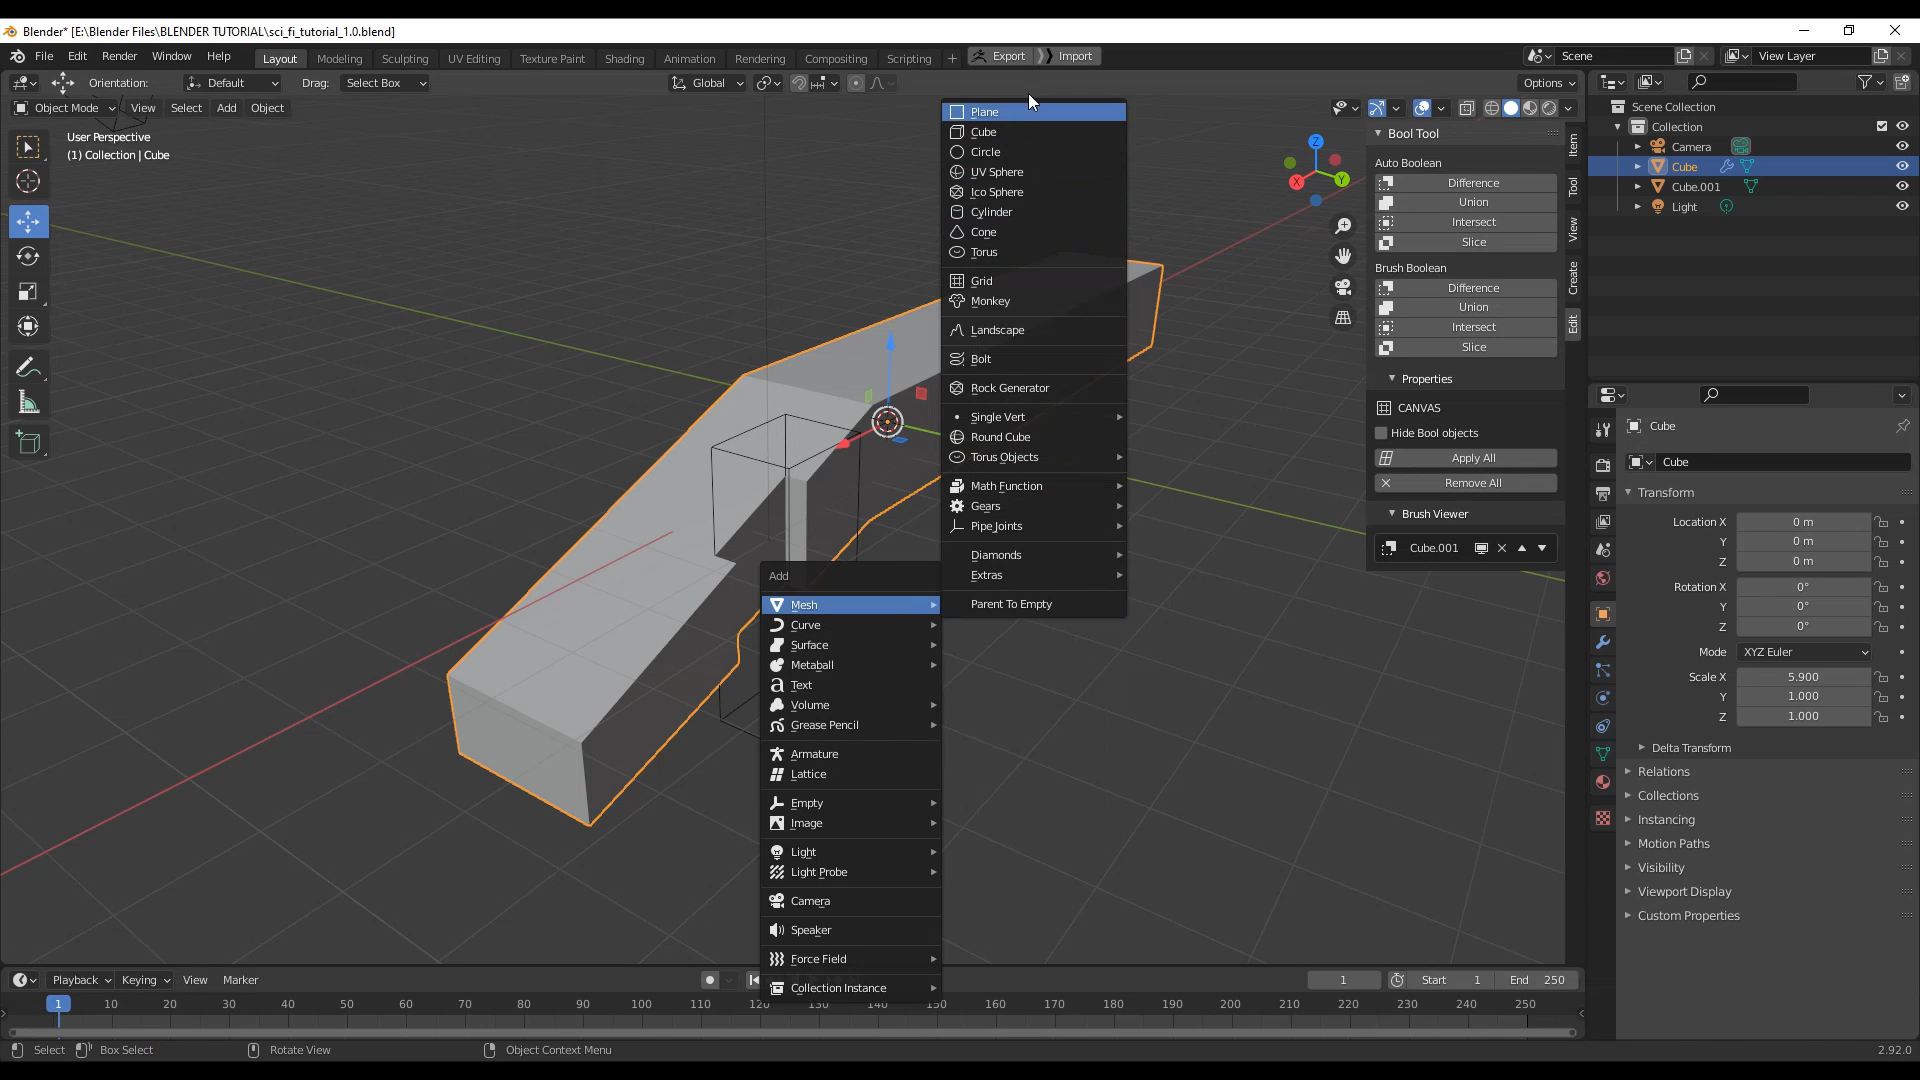 Blender* [E:\Blender Files\BLENDER TUTORIAL\sci_fi_tutorial_1.0.blend]
File Edit Render Window Help Layout Modeling Sculpting UV Editing Texture Paint Shading Animation Rendering Compositing Scripting + Export Import Scene View Layer
Orientation: Default Drag: Select Box Global Options
Object Mode View Select Add Object
User Perspective
(1) Collection | Cube
Plane
Cube
Circle
UV Sphere
Ico Sphere
Cylinder
Cone
Torus
Grid
Monkey
Landscape
Bolt
Rock Generator
Single Vert
Round Cube
Torus Objects
Math Function
Gears
Pipe Joints
Diamonds
Extras
Parent To Empty
Add
Mesh
Curve
Surface
Metaball
Text
Volume
Grease Pencil
Armature
Lattice
Empty
Image
Light
Light Probe
Camera
Speaker
Force Field
Collection Instance
X
Y
Z
Bool Tool
Auto Boolean
Difference
Union
Intersect
Slice
Brush Boolean
Difference
Union
Intersect
Slice
Properties
CANVAS
Hide Bool objects
Apply All
Remove All
Brush Viewer
Cube.001
Item
Tool
View
Create
Edit
Scene Collection
Collection
Camera
Cube
Cube.001
Light
Cube
Cube
Transform
Location X 0 m
Y 0 m
Z 0 m
Rotation X 0°
Y 0°
Z 0°
Mode XYZ Euler
Scale X 5.900
Y 1.000
Z 1.000
Delta Transform
Relations
Collections
Instancing
Motion Paths
Visibility
Viewport Display
Custom Properties
Playback Keying View Marker 1 Start 1 End 250
1 10 20 30 40 50 60 70 80 90 100 110 120 130 140 150 160 170 180 190 200 210 220 230 240 250
Select Box Select Rotate View Object Context Menu 2.92.0